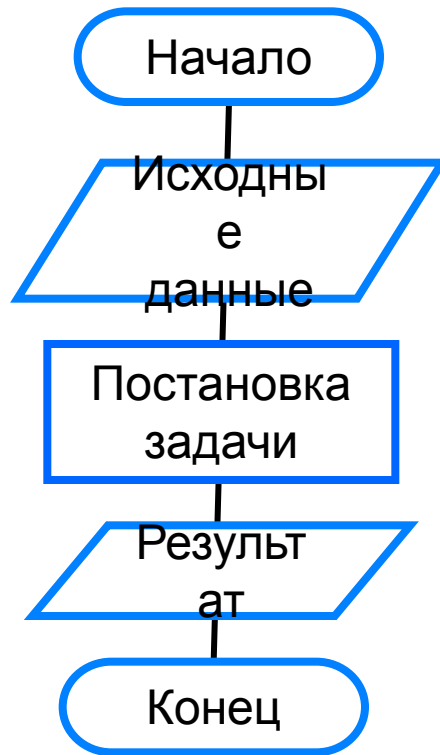 Начало
Исходны
е
данные
Постановка
задачи
Результ
ат
Конец